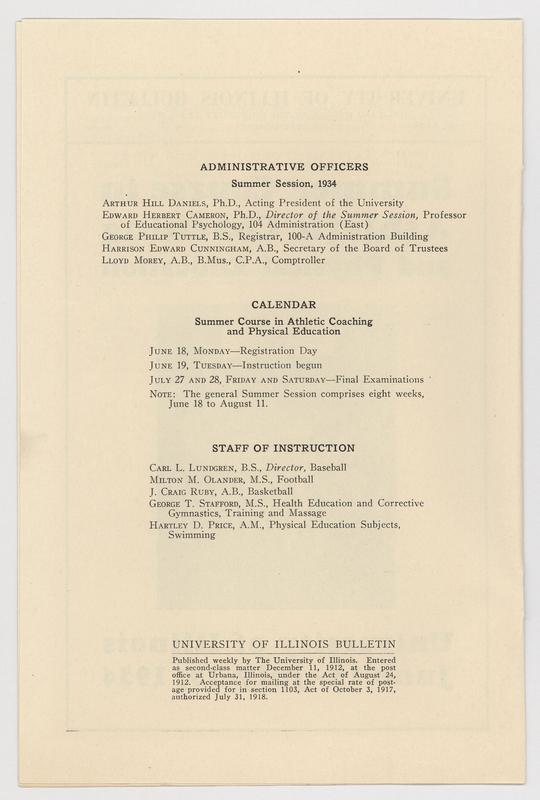 ADMINISTRATIVE OFFICERS
Summer Session, 1934
Arthur Hill Daniels, Ph.D., Acting President of the University
Edward Herbert Cameron, Ph.D., Director of the Summer Session, Professor
of Educational Psychology, 104 Administration (East)
George Philip Tuttle, B.S., Registrar, 100-A Administration Building
Harrison Edward Cunningham, A.B., Secretary of the Board of Trustees
Lloyd Morey, A.B., B.Mus., C.P.A., Comptroller
CALENDAR
Summer Course in Athletic Coaching
and Physical Education
June 18, Monday—Registration Day
June 19, Tuesday—Instruction begun
July 27 and 28, Friday and Saturday—Final Examinations
Note: The general Summer Session comprises eight weeks,
June 18 to August 11.
STAFF OF INSTRUCTION
Carl L. Lundgren, B.S., Director, Baseball
Milton M. Olander, M.S., Football
J. Craig Ruby, A.B., Basketball
George T. Stafford, M.S., Health Education and Corrective
Gymnastics, Training and Massage
Hartley D. Price, A.M., Physical Education Subjects,
Swimming
UNIVERSITY OF ILLINOIS BULLETIN
Published weekly by The University of Illinois. Entered
as second-class matter December 11, 1912, at the post
office at Urbana, Illinois, under the Act of August 24,
1912. Acceptance for mailing at the special rate of post-
age provided for in section 1103, Act of October 3, 1917,
authorized July 31, 1918.